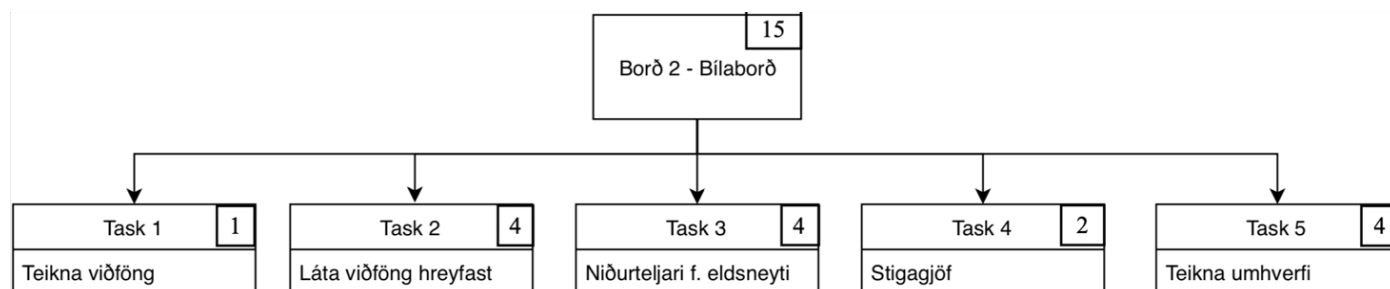 15
Borð 2 - Bílaborð
Task 1
1
Task 2
4
Task 3
4
Task 4
2
Task 5
4
Teikna viðföng
Láta viðföng hreyfast
Niðurteljari f. eldsneyti
Stigagjöf
Teikna umhverfi